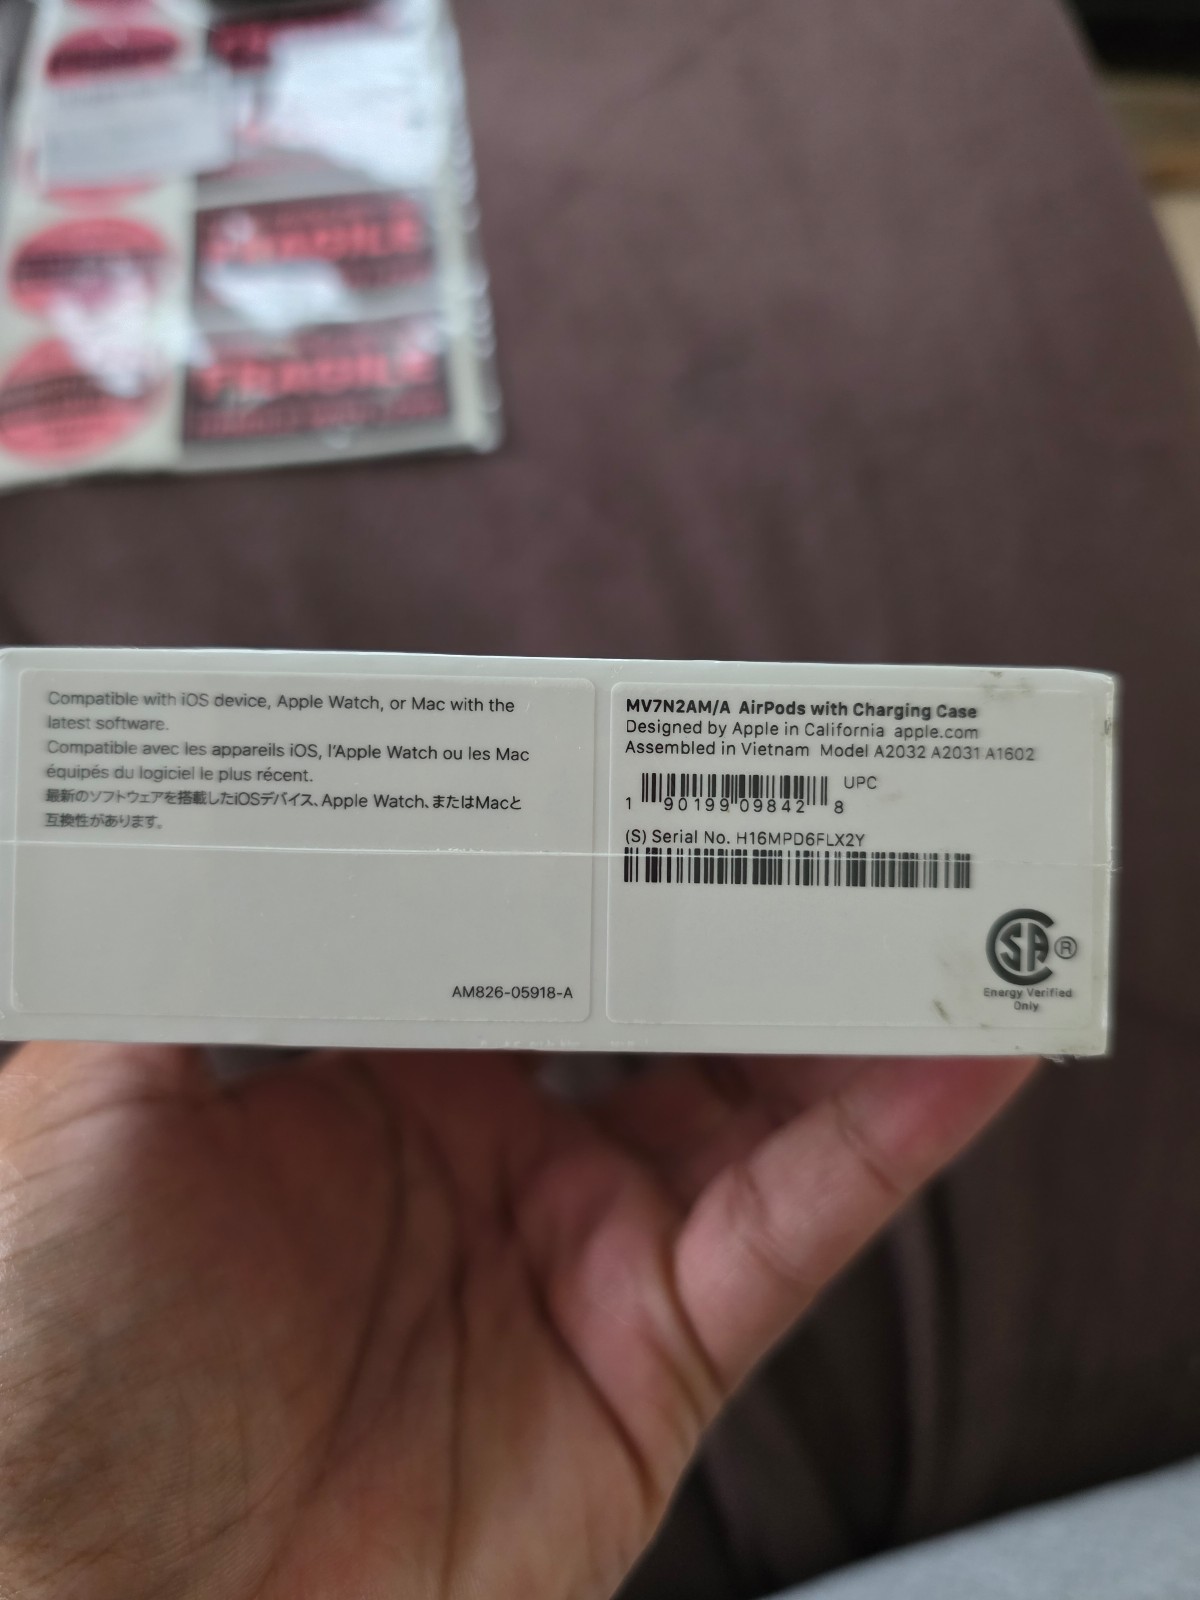 FRAGILE
FRAGILE
Compatible with iOS device, Apple Watch, or Mac with the
latest software.
Compatible avec les appareils iOS, l'Apple Watch ou les Mac
équipés du logiciel le plus récent.
最新のソフトウェアを搭載したiOSデバイス、Apple Watch、またはMacと
互換性があります。
AM826-05918-A
MV7N2AM/A AirPods with Charging Case
Designed by Apple in California apple.com
Assembled in Vietnam Model A2032 A2031 A1602
UPC
1 90199 09842 8
(S) Serial No. H16MPD6FLX2Y
SA ®
Energy Verified
Only